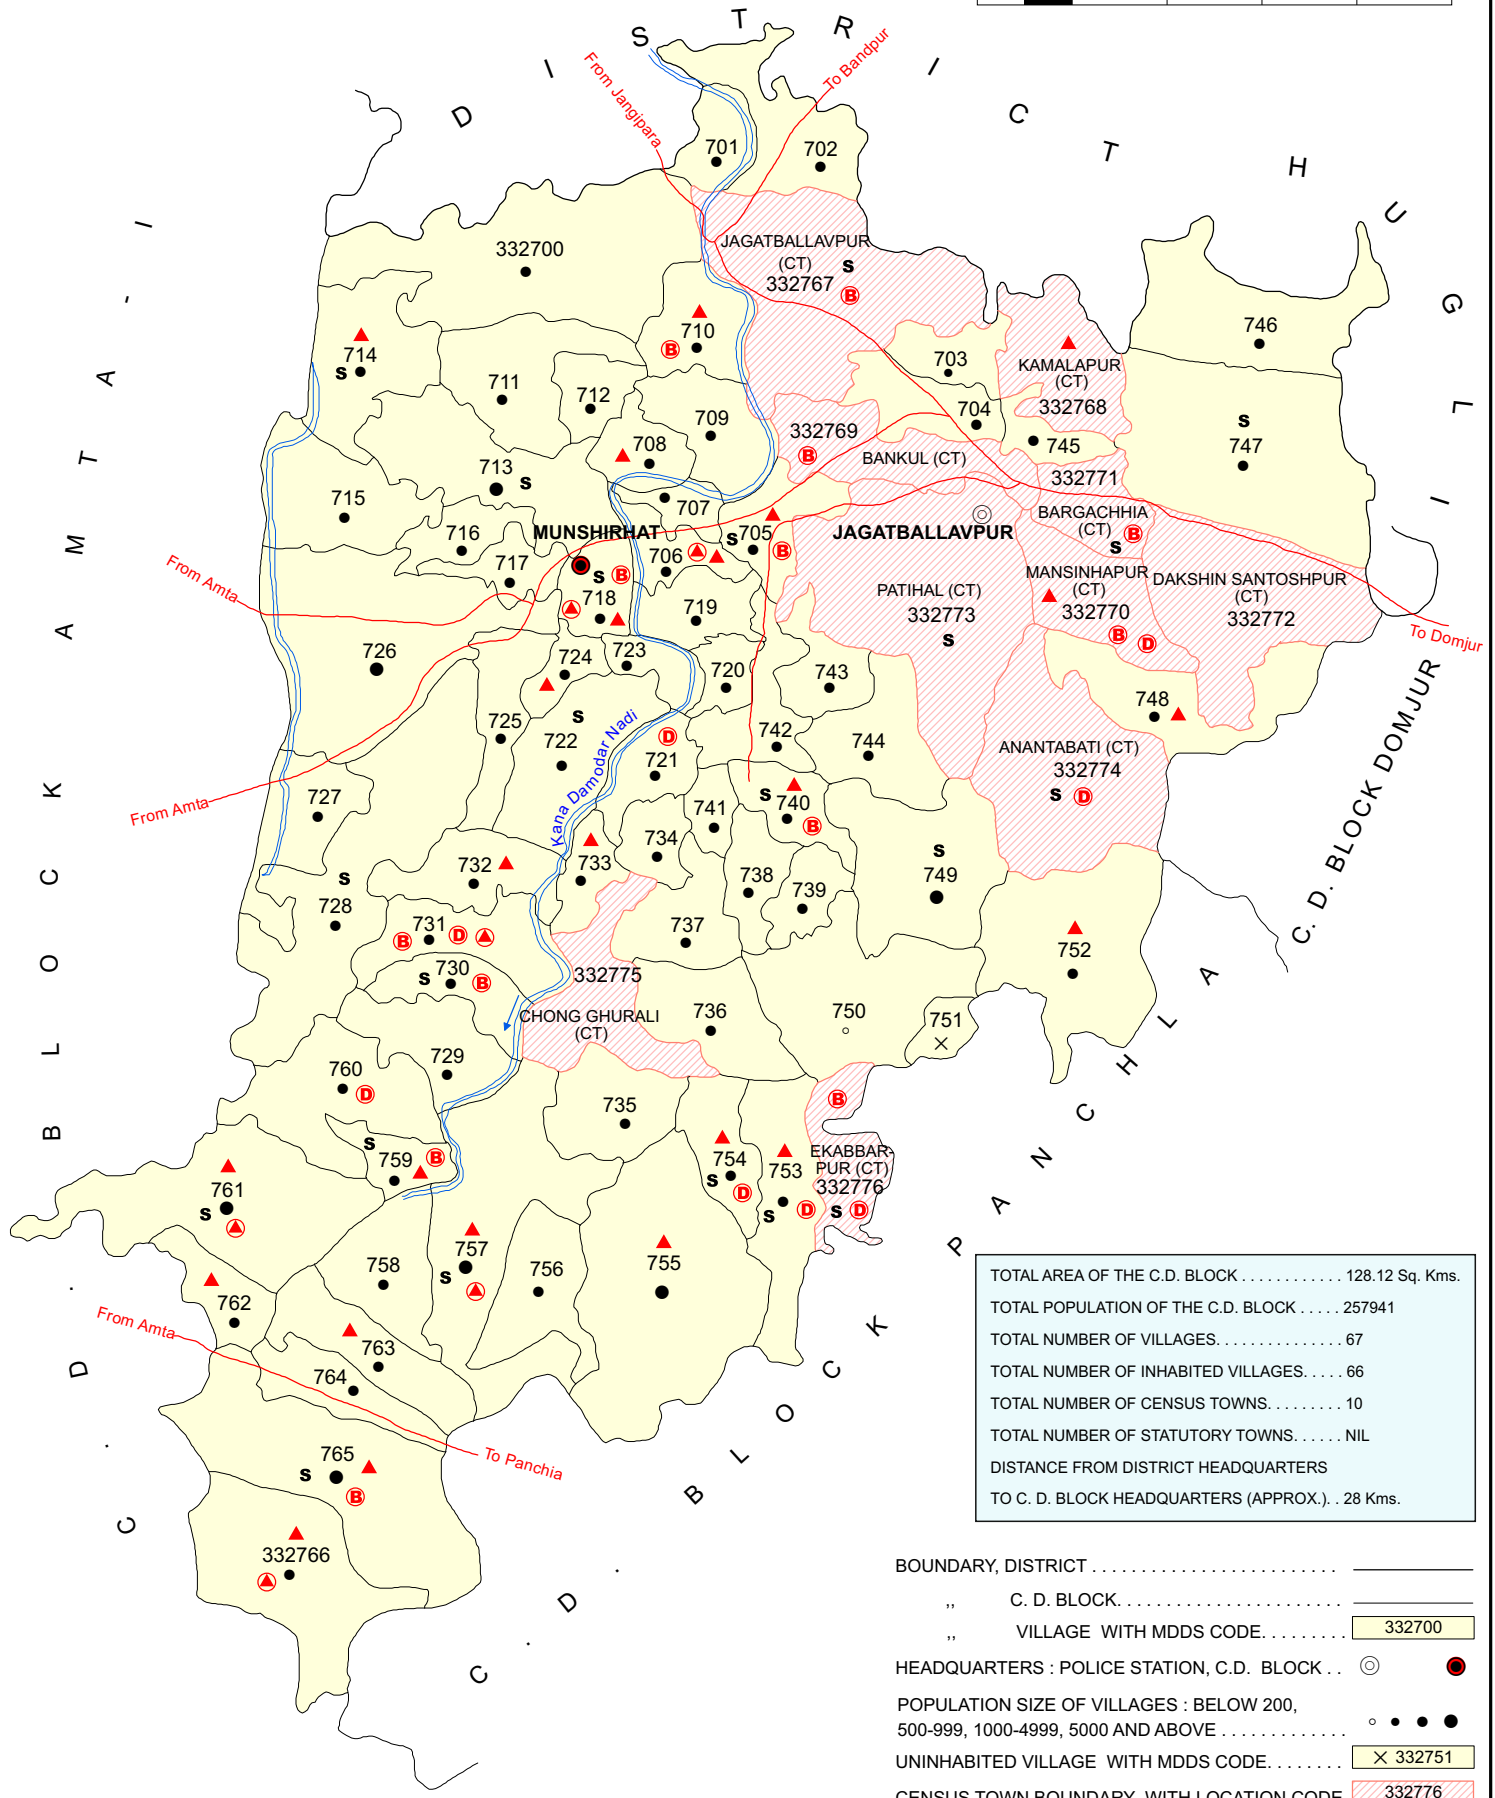 DISTRICT HUGLI
From Jangipara
To Bandpur
701
702
JAGATBALLAVPUR
(CT)
S
332767
B
332700
710
B
714
S
711
712
709
703
704
KAMALAPUR
(CT)
332768
745
746
S
747
708
332769
B
BANKUL (CT)
332771
BARGACHHIA
(CT)
B
S
713
S
715
707
716
717
MUNSHIRHAT
S
B
718
706
S
705
B
JAGATBALLAVPUR
PATIHAL (CT)
332773
S
MANSINHAPUR
(CT)
332770
B
D
DAKSHIN SANTOSHPUR
(CT)
332772
To Domjur
From Amta
719
726
724
723
720
743
748
725
S
722
Kana Damodar Nadi
D
721
742
744
ANANTABATI (CT)
332774
S
D
From Amta
727
741
S
740
B
734
732
733
S
749
738
739
S
728
B
731
D
737
752
S
730
B
332775
CHONG GHURALI
(CT)
736
750
751
760
D
729
735
B
EKABBAR-
PUR (CT)
332776
S
D
S
759
B
754
S
D
753
S
D
761
S
757
S
756
755
758
762
From Amta
763
764
To Panchla
765
S
B
332766
C. D. BLOCK AMTA-I
C. D. BLOCK DOMJUR
C. D. BLOCK PANCHLA
TOTAL AREA OF THE C.D. BLOCK . . . . . . . . . . . . 128.12 Sq. Kms.
TOTAL POPULATION OF THE C.D. BLOCK . . . . . 257941
TOTAL NUMBER OF VILLAGES. . . . . . . . . . . . . . 67
TOTAL NUMBER OF INHABITED VILLAGES. . . . . 66
TOTAL NUMBER OF CENSUS TOWNS. . . . . . . . . 10
TOTAL NUMBER OF STATUTORY TOWNS. . . . . . NIL
DISTANCE FROM DISTRICT HEADQUARTERS
TO C. D. BLOCK HEADQUARTERS (APPROX.). . 28 Kms.
BOUNDARY, DISTRICT . . . . . . . . . . . . . . . . . . . . . . . . .
,, C. D. BLOCK. . . . . . . . . . . . . . . . . . . . . . .
,, VILLAGE WITH MDDS CODE. . . . . . . . . 332700
HEADQUARTERS : POLICE STATION, C.D. BLOCK . .
POPULATION SIZE OF VILLAGES : BELOW 200,
500-999, 1000-4999, 5000 AND ABOVE . . . . . . . . . . . . .
UNINHABITED VILLAGE WITH MDDS CODE. . . . . . . . 332751
CENSUS TOWN BOUNDARY WITH LOCATION CODE 332776